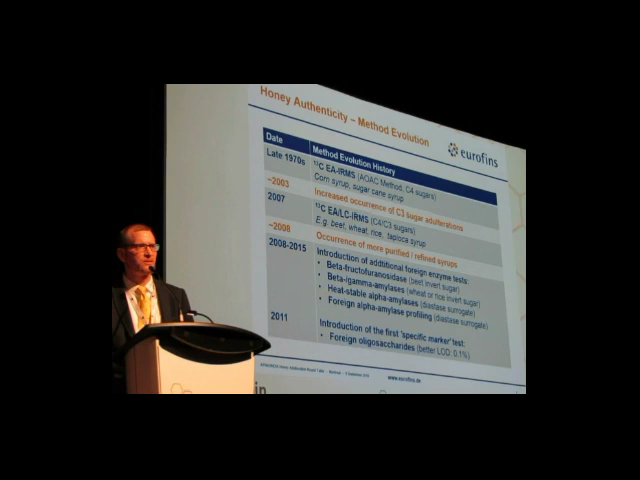 Honey Authenticity – Method Evolution
eurofins
Date
Method Evolution History
Late 1970s
¹³C EA-IRMS (AOAC Method, C4 sugars)
Corn syrup, sugar cane syrup
~2003
Increased occurrence of C3 sugar adulterations
2007
¹³C EA/LC-IRMS (C4/C3 sugars)
E.g. beet, wheat, rice, tapioca syrup
~2008
Occurrence of more purified / refined syrups
2008-2015
Introduction of additional foreign enzyme tests:
• Beta-fructofuranosidase (beet invert sugar)
• Beta-/gamma-amylases (wheat or rice invert sugar)
• Heat-stable alpha-amylases (diastase surrogate)
• Foreign alpha-amylase profiling (diastase surrogate)
2011
Introduction of the first 'specific marker' test:
• Foreign oligosaccharides (better LOD: 0.1%)
www.eurofins.de
in